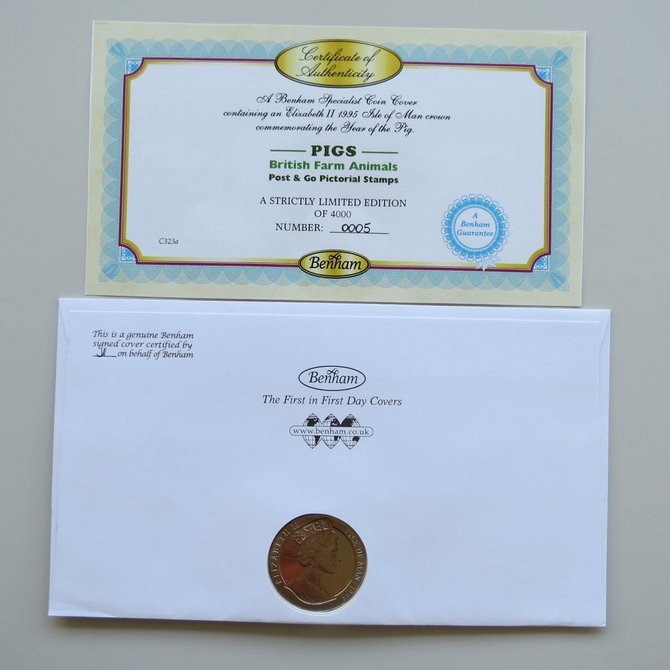 Certificate of
Authenticity
A Benham Specialist Coin Cover
containing an Elizabeth II 1995 Isle of Man crown
commemorating the Year of the Pig.
PIGS
British Farm Animals
Post & Go Pictorial Stamps
A STRICTLY LIMITED EDITION
OF 4000
NUMBER: 0005
A
Benham
Guarantee
C323a
Benham
This is a genuine Benham
signed cover certified by
on behalf of Benham
Benham
The First in First Day Covers
www.benham.co.uk
ELIZABETH II
ISLE OF MAN